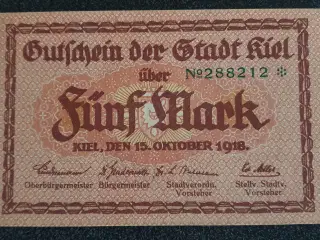 Gutschein der Stadt Kiel
über
№288212 *
Fünf Mark
KIEL, DEN 15. OKTOBER 1918.
Oberbürgermeister Bürgermeister Stadtverordn. Vorsteher Stellv. Stadtv. Vorsteher